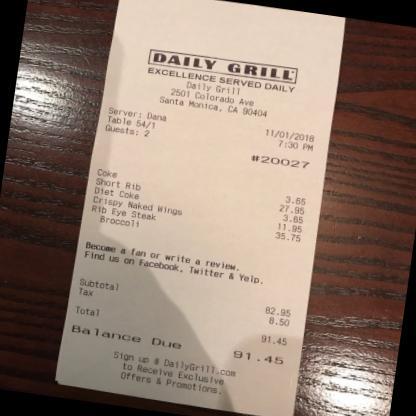 DAILY GRILL
EXCELLENCE SERVED DAILY
Daily Grill
2501 Colorado Ave
Santa Monica, CA 90404
Server: Dana 11/01/2018
Table 54/1 7:30 PM
Guests: 2
#20027
Coke 3.65
Short Rib 27.95
Diet Coke 3.65
Crispy Naked Wings 11.95
Rib Eye Steak 35.75
Broccoli
Become a fan or write a review.
Find us on Facebook, Twitter & Yelp.
Subtotal 82.95
Tax 8.50
Total 91.45
Balance Due 91.45
Sign up @ DailyGrill.com
to Receive Exclusive
Offers & Promotions.